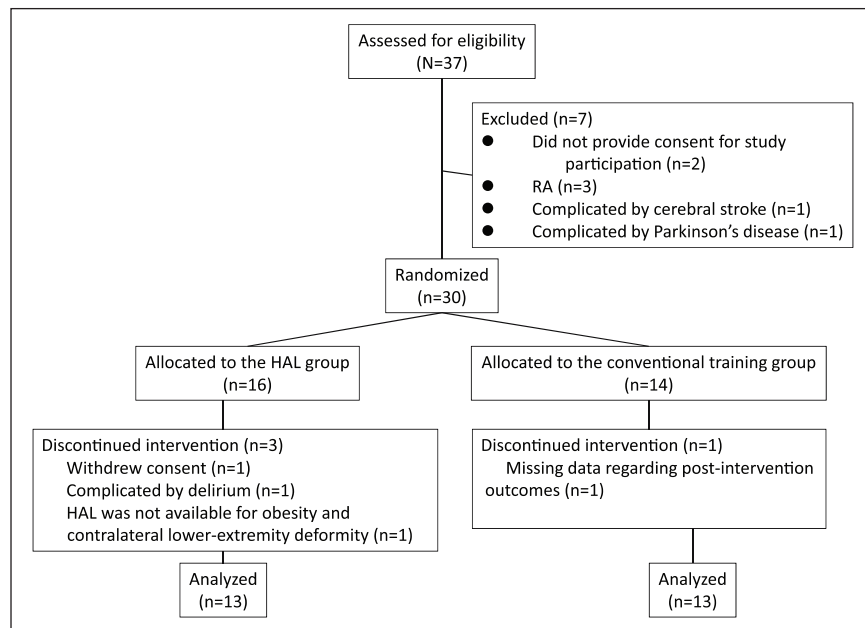 Assessed for eligibility
(N=37)
Excluded (n=7)
● Did not provide consent for study
participation (n=2)
● RA (n=3)
● Complicated by cerebral stroke (n=1)
● Complicated by Parkinson's disease (n=1)
Randomized
(n=30)
Allocated to the HAL group
(n=16)
Allocated to the conventional training group
(n=14)
Discontinued intervention (n=3)
Withdrew consent (n=1)
Complicated by delirium (n=1)
HAL was not available for obesity and
contralateral lower-extremity deformity (n=1)
Discontinued intervention (n=1)
Missing data regarding post-intervention
outcomes (n=1)
Analyzed
(n=13)
Analyzed
(n=13)